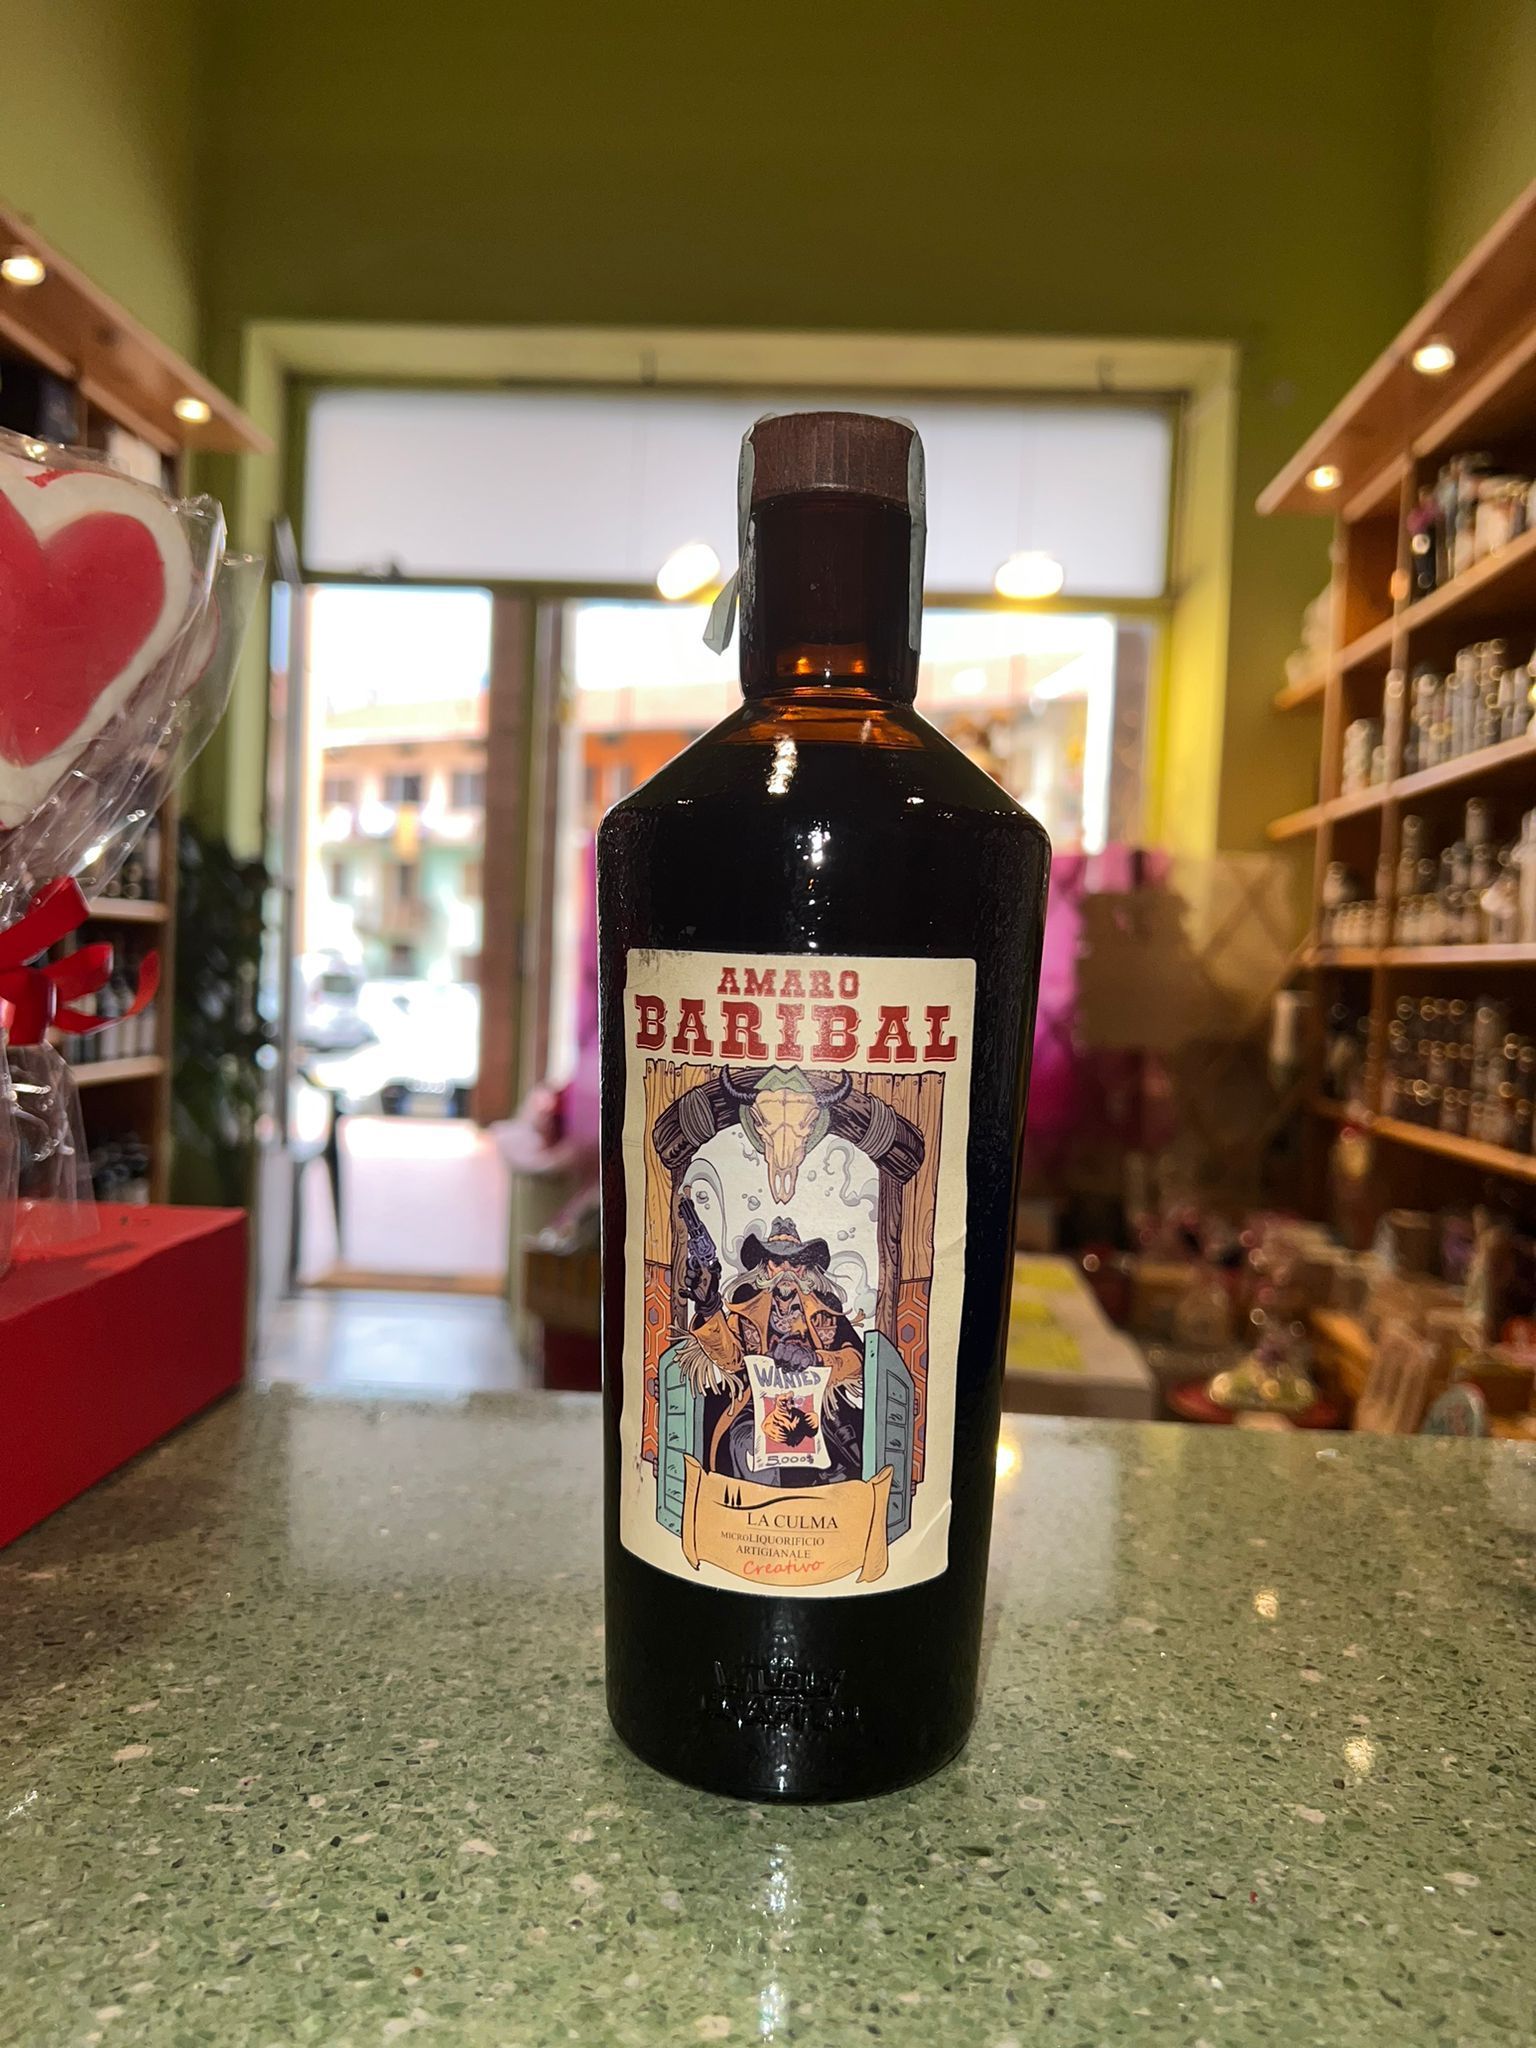 AMARO
BARIBAL
WANTED
5.000$
LA CULMA
MICROLIQUORIFICIO
ARTIGIANALE
Creativo